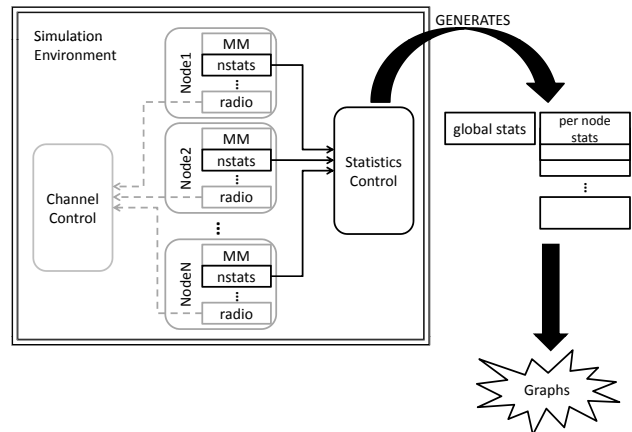 Simulation
Environment
GENERATES
Node1
MM
nstats
...
radio
Node2
MM
nstats
...
radio
...
NodeN
MM
nstats
...
radio
Channel
Control
Statistics
Control
global stats
per node
stats
...
Graphs